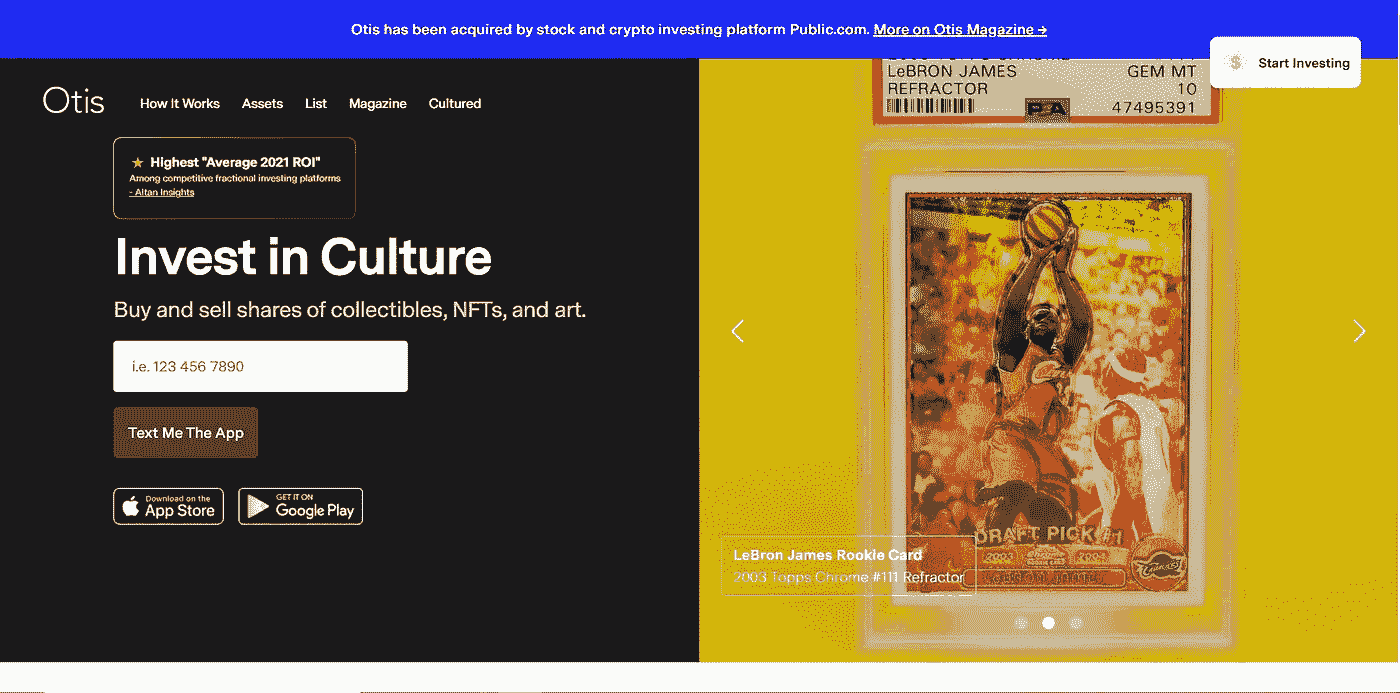 Otis has been acquired by stock and crypto investing platform Public.com. More on Otis Magazine →
Start Investing
Otis
How It Works
Assets
List
Magazine
Cultured
★ Highest "Average 2021 ROI"
Among competitive fractional investing platforms
- Altan Insights
Invest in Culture
Buy and sell shares of collectibles, NFTs, and art.
i.e. 123 456 7890
Text Me The App
Download on the
App Store
GET IT ON
Google Play
LeBRON JAMES GEM MT
REFRACTOR 10
47495391
DRAFT PICK #1
LeBron James Rookie Card
2003 Topps Chrome #111 Refractor